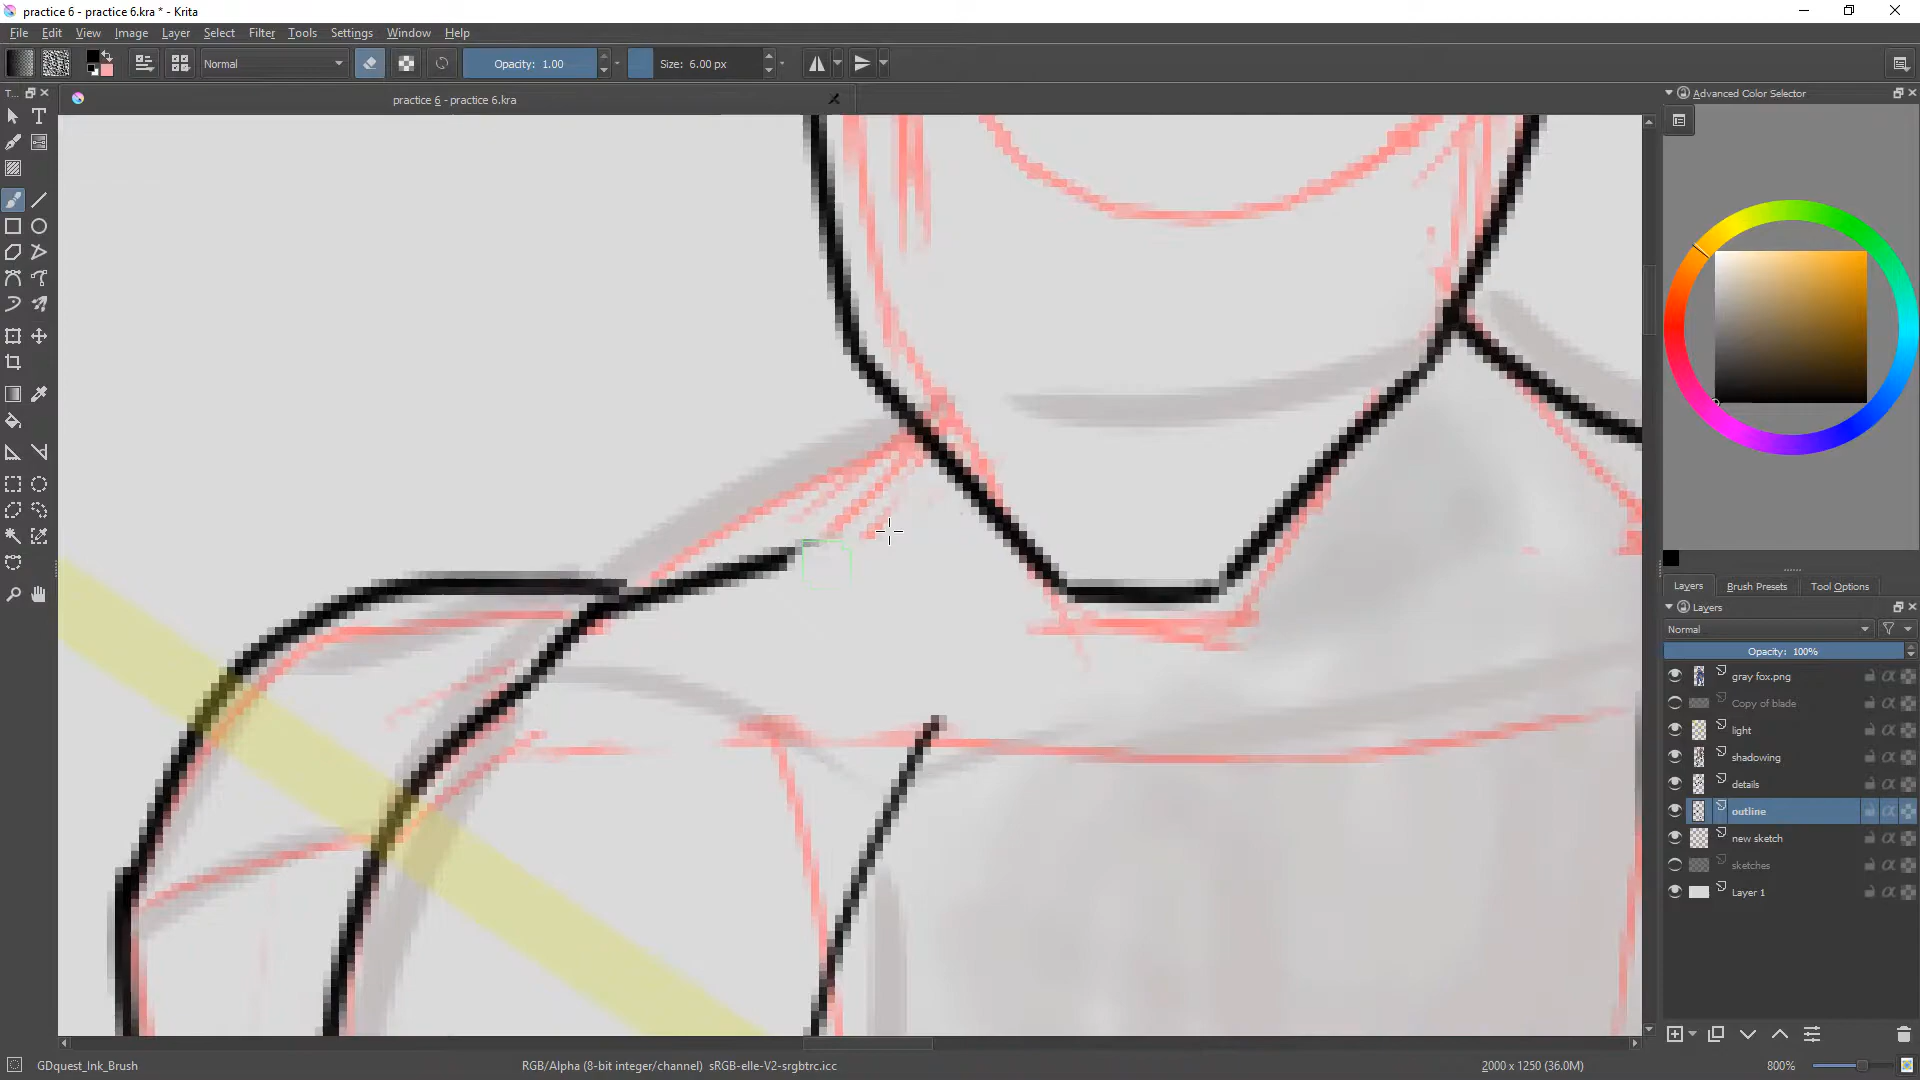 practice 6 - practice 6.kra * - Krita
File Edit View Image Layer Select Filter Tools Settings Window Help
Normal
Opacity: 1.00
Size: 6.00 px
T...
practice 6 - practice 6.kra
Advanced Color Selector
Layers Brush Presets Tool Options
Layers
Normal
Opacity: 100%
gray fox.png
Copy of blade
light
shadowing
details
outline
new sketch
sketches
Layer 1
GDquest_Ink_Brush
RGB/Alpha (8-bit integer/channel) sRGB-elle-V2-srgbtrc.icc
2000 x 1250 (36.0M)
800%